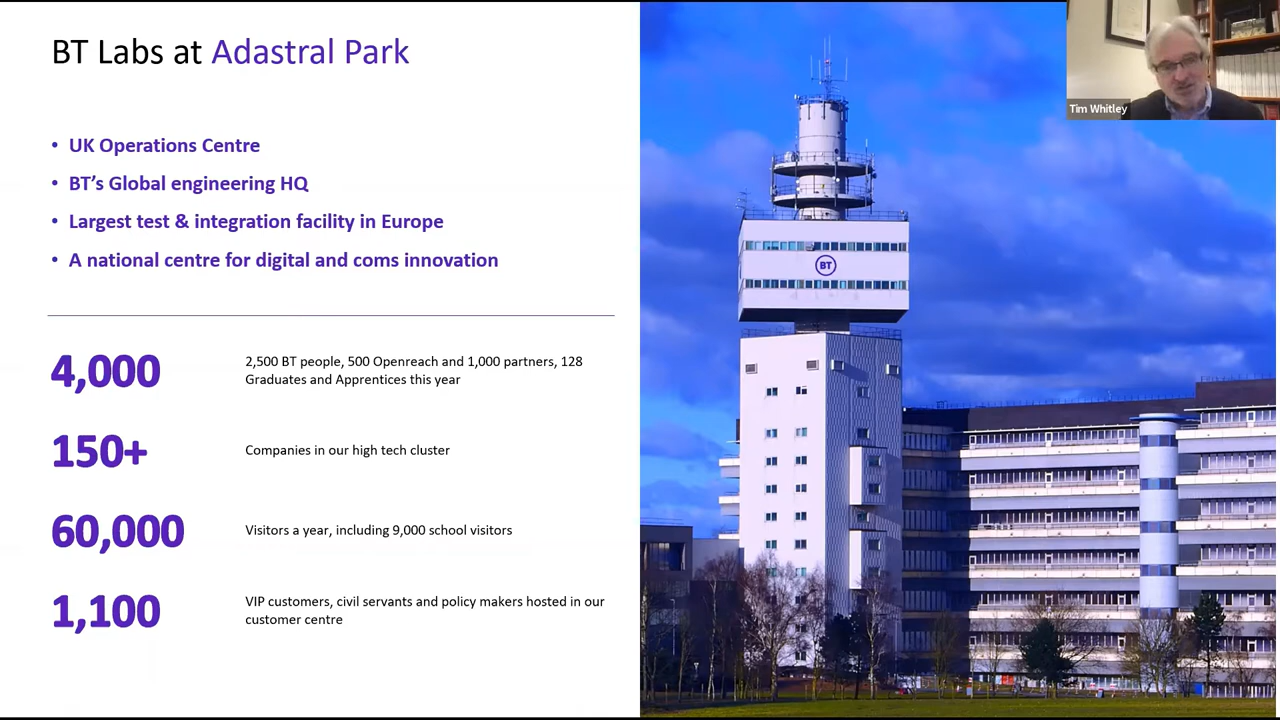 BT Labs at Adastral Park
• UK Operations Centre
• BT’s Global engineering HQ
• Largest test & integration facility in Europe
• A national centre for digital and coms innovation
4,000
2,500 BT people, 500 Openreach and 1,000 partners, 128
Graduates and Apprentices this year
150+
Companies in our high tech cluster
60,000
Visitors a year, including 9,000 school visitors
1,100
VIP customers, civil servants and policy makers hosted in our
customer centre
BT
Tim Whitley